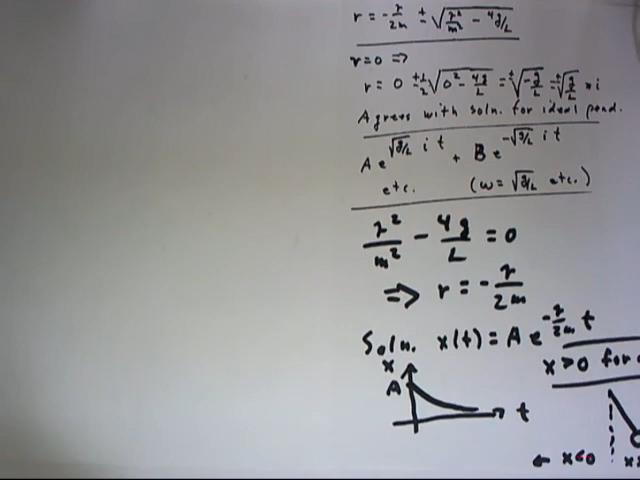 r = -γ/2m ± √(γ²/m² - 4g/L)
γ=0 ⇒
r = 0 ± 1/2 √(0² - 4g/L) = ±√(-g/L) = ±√(g/L) × i
Agrees with soln. for ideal pend.
A e^(√(g/L) i t) + B e^(-√(g/L) i t)
etc. (ω = √(g/L) etc.)
γ²/m² - 4g/L = 0
⇒ r = -γ/2m
Soln. x(t) = A e^(-γ/2m t)
x>0 for
x
A
t
← x<0